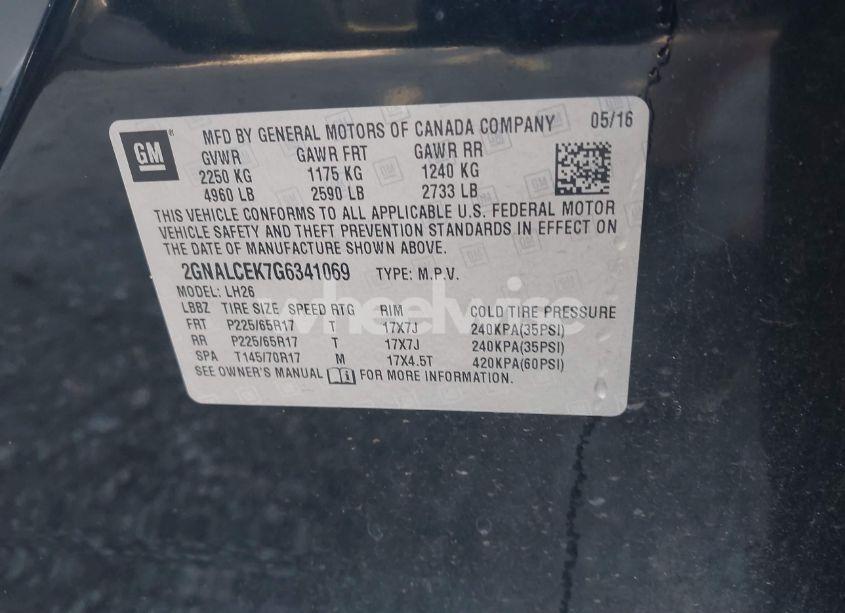 GM ® MFD BY GENERAL MOTORS OF CANADA COMPANY 05/16
GVWR GAWR FRT GAWR RR
2250 KG 1175 KG 1240 KG
4960 LB 2590 LB 2733 LB
THIS VEHICLE CONFORMS TO ALL APPLICABLE U.S. FEDERAL MOTOR
VEHICLE SAFETY AND THEFT PREVENTION STANDARDS IN EFFECT ON
THE DATE OF MANUFACTURE SHOWN ABOVE.
2GNALCEK7G6341069 TYPE: M.P.V.
MODEL: LH26
LBBZ TIRE SIZE SPEED RTG RIM COLD TIRE PRESSURE
FRT P225/65R17 T 17X7J 240KPA(35PSI)
RR P225/65R17 T 17X7J 240KPA(35PSI)
SPA T145/70R17 M 17X4.5T 420KPA(60PSI)
SEE OWNER'S MANUAL FOR MORE INFORMATION.
wheelwire